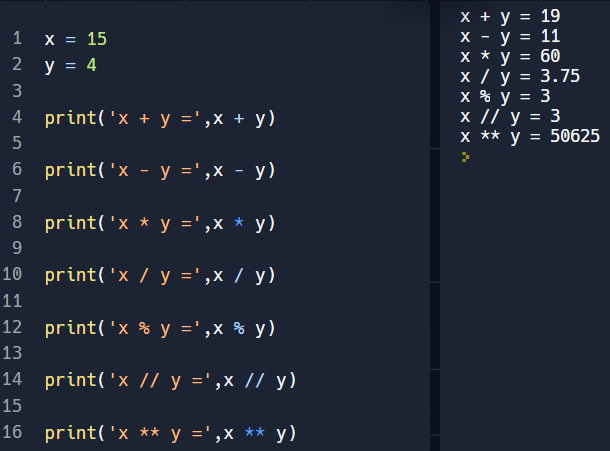 1 x = 15
2 y = 4
3
4 print('x + y =',x + y)
5
6 print('x - y =',x - y)
7
8 print('x * y =',x * y)
9
10 print('x / y =',x / y)
11
12 print('x % y =',x % y)
13
14 print('x // y =',x // y)
15
16 print('x ** y =',x ** y)
x + y = 19
x - y = 11
x * y = 60
x / y = 3.75
x % y = 3
x // y = 3
x ** y = 50625
>